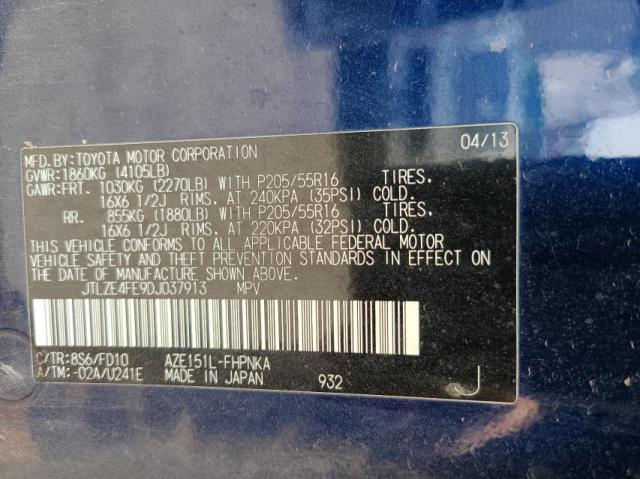 MFD.BY:TOYOTA MOTOR CORPORATION 04/13
GVWR:1860KG (4105LB)
GAWR:FRT. 1030KG (2270LB) WITH P205/55R16 TIRES.
16X6 1/2J RIMS. AT 240KPA (35PSI) COLD.
RR. 855KG (1880LB) WITH P205/55R16 TIRES.
16X6 1/2J RIMS. AT 220KPA (32PSI) COLD.
THIS VEHICLE CONFORMS TO ALL APPLICABLE FEDERAL MOTOR
VEHICLE SAFETY AND THEFT PREVENTION STANDARDS IN EFFECT
ON THE DATE OF MANUFACTURE SHOWN ABOVE.
JTLZE4FE9DJ037913 MPV
C/TR:8S6/FD10 AZE151L-FHPNKA
A/TM:-02A/U241E MADE IN JAPAN 932 J